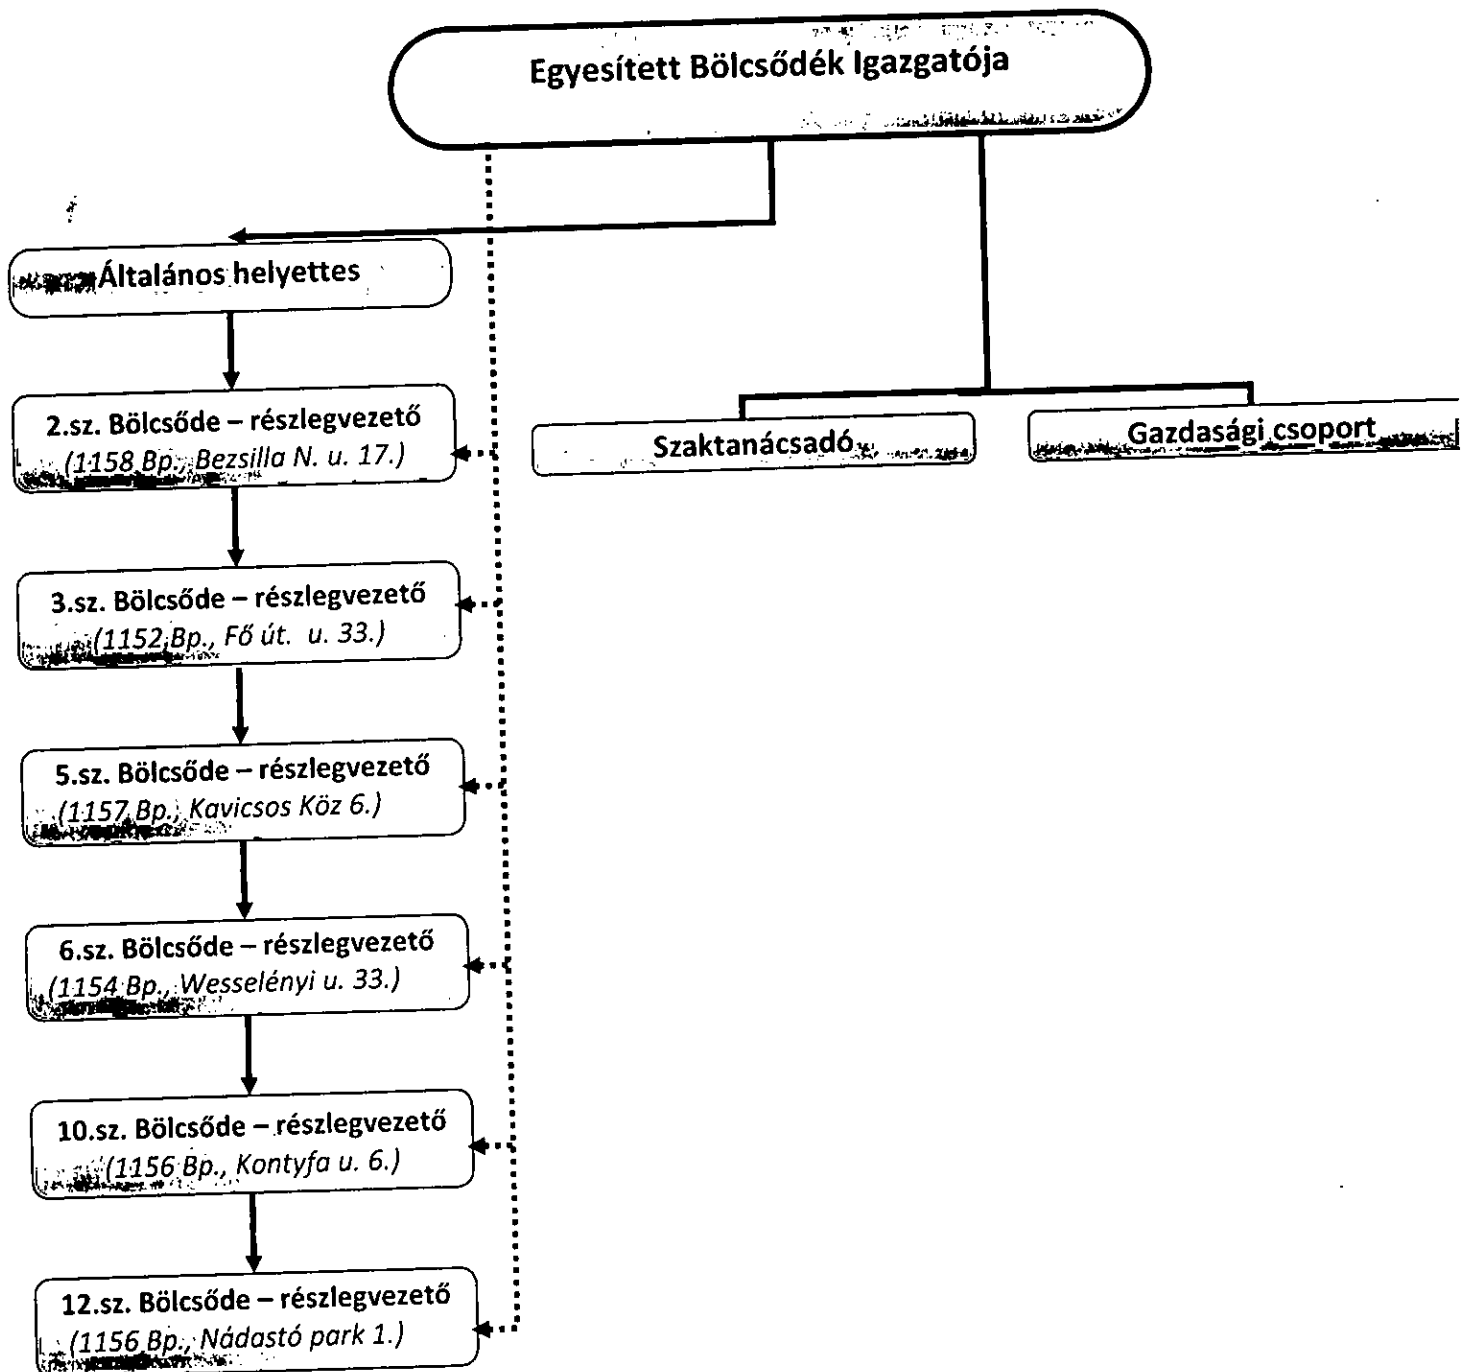 Egyesített Bölcsődék Igazgatója
Általános helyettes
2.sz. Bölcsőde – részlegvezető
(1158 Bp., Bezsilla N. u. 17.)
Szaktanácsadó
Gazdasági csoport
3.sz. Bölcsőde – részlegvezető
(1152 Bp., Fő út. u. 33.)
5.sz. Bölcsőde – részlegvezető
(1157 Bp., Kavicsos Köz 6.)
6.sz. Bölcsőde – részlegvezető
(1154 Bp., Wesselényi u. 33.)
10.sz. Bölcsőde – részlegvezető
(1156 Bp., Kontyfa u. 6.)
12.sz. Bölcsőde – részlegvezető
(1156 Bp., Nádastó park 1.)